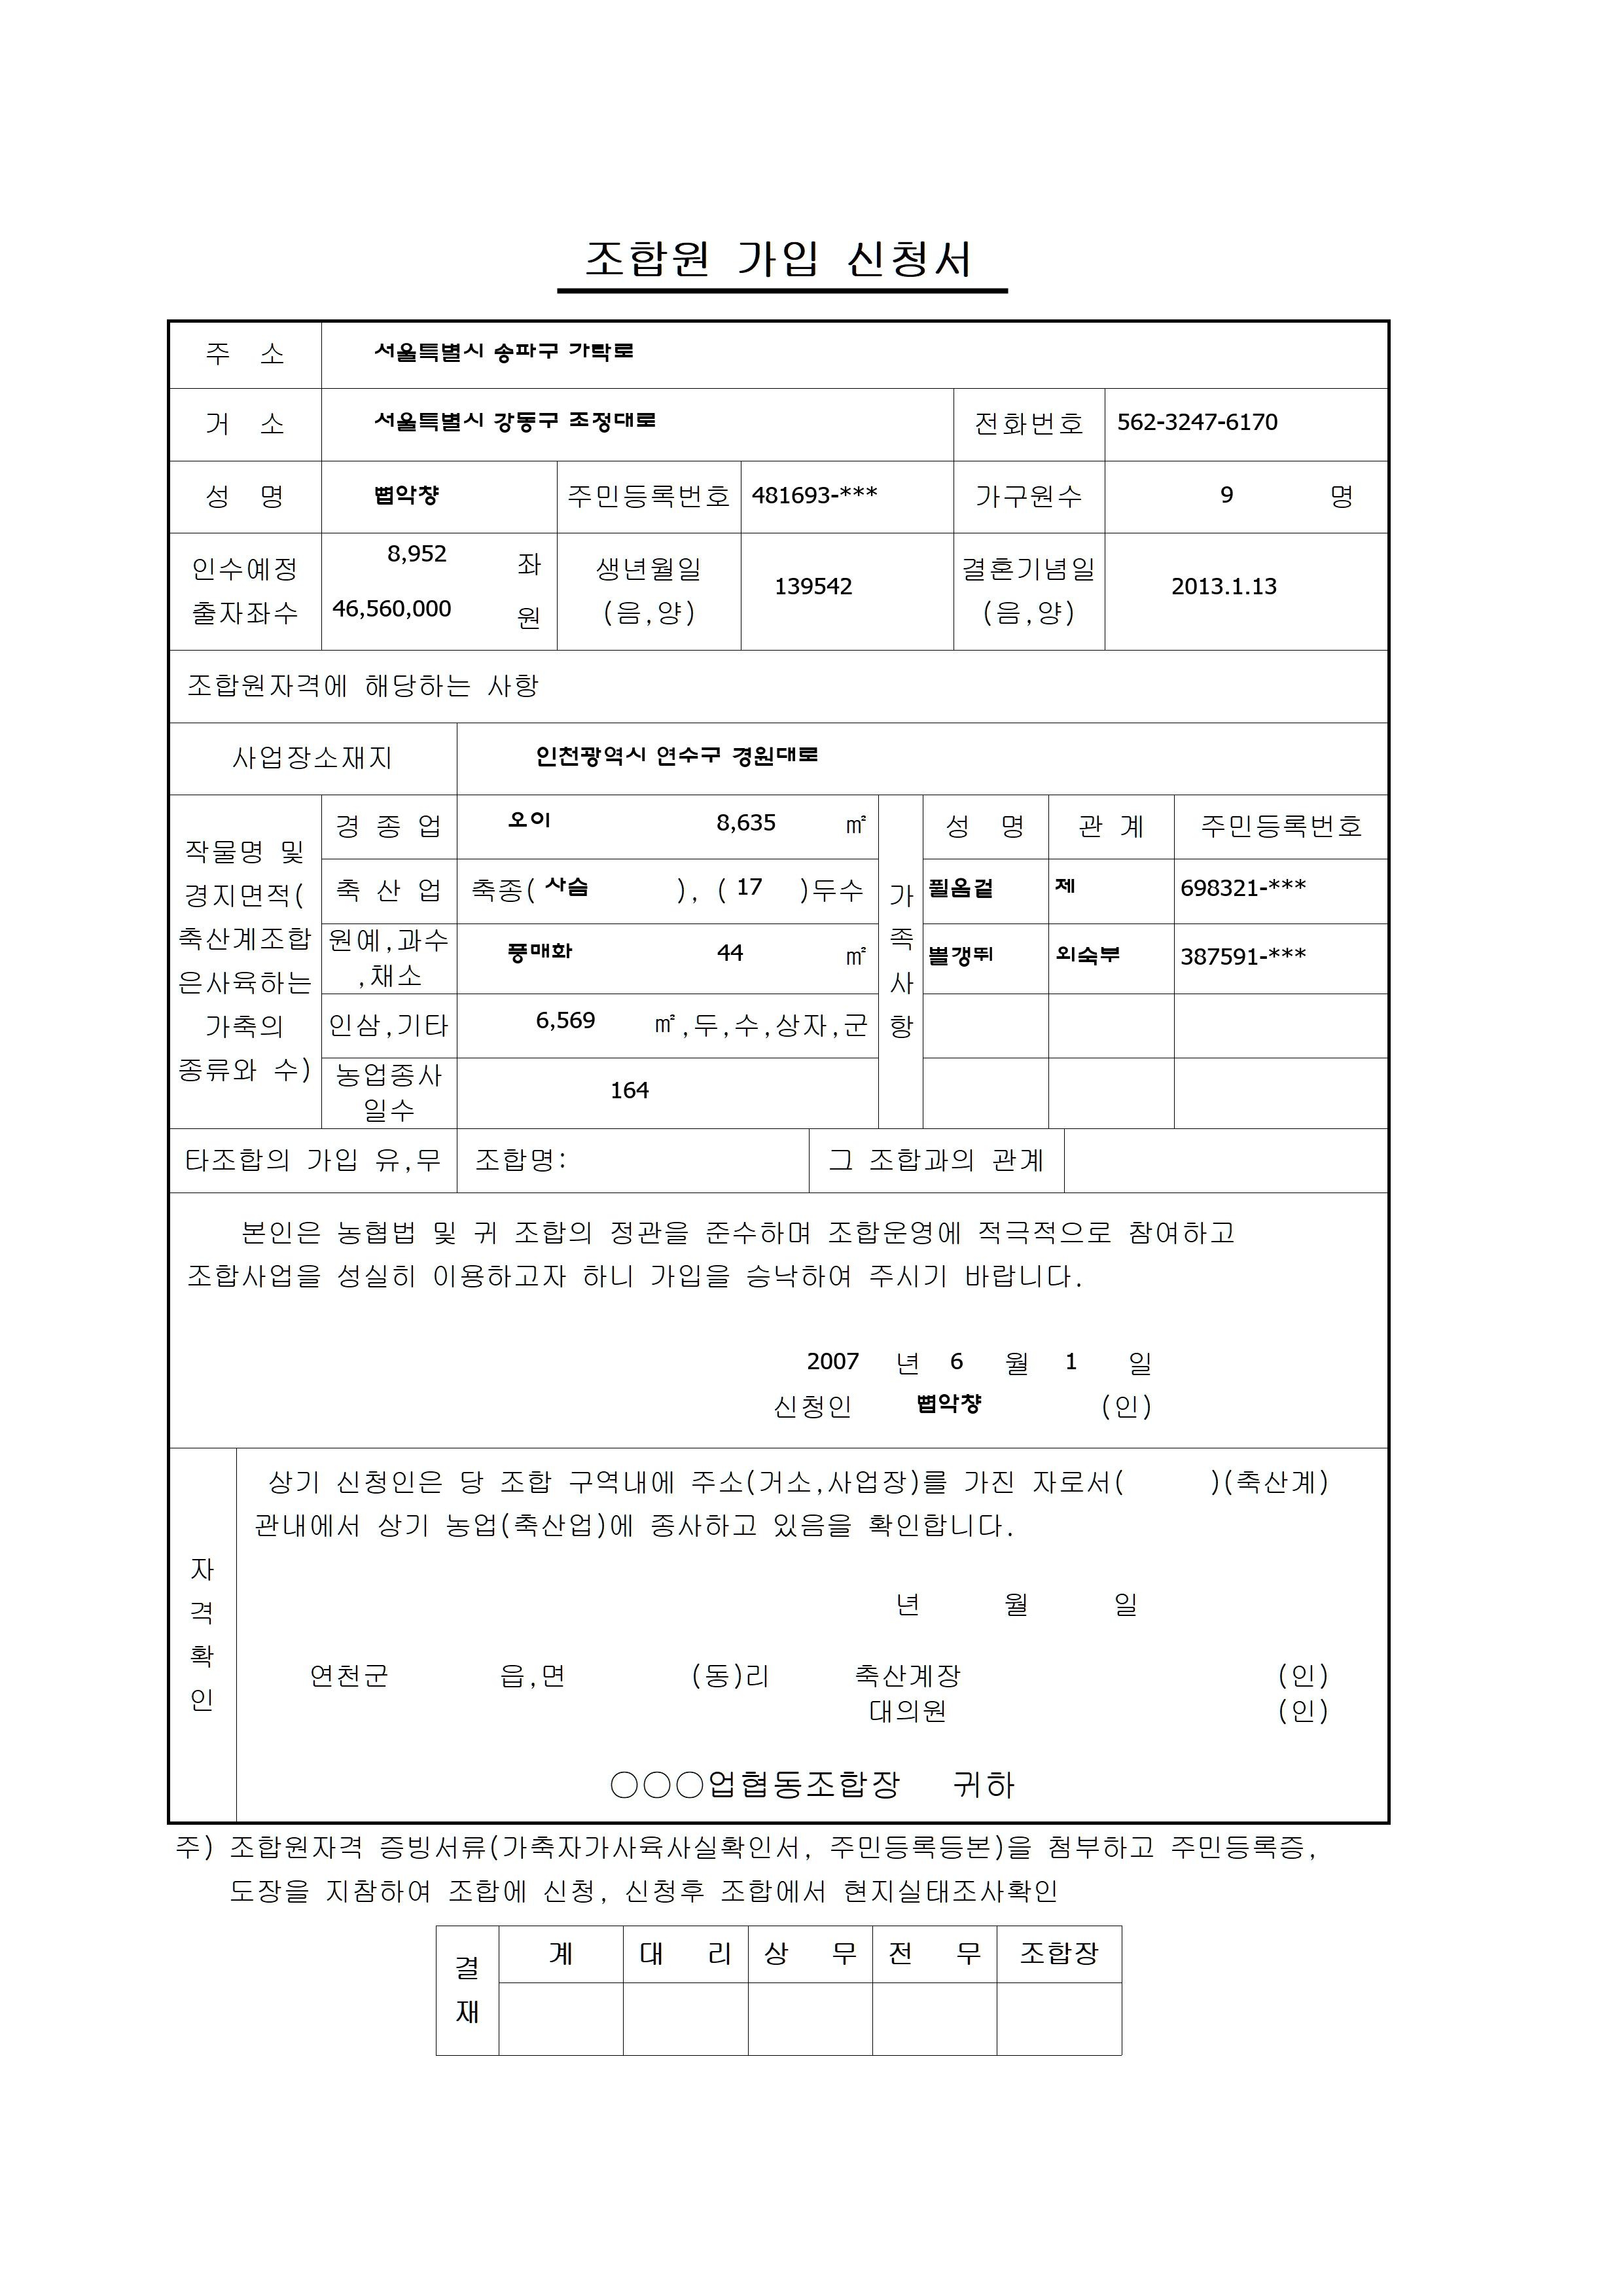 조합원 가입 신청서
주 소 서울특별시 송파구 가락로
거 소 서울특별시 강동구 조정대로 전화번호 562-3247-6170
성 명 뼙악챵 주민등록번호 481693-*** 가구원수 9 명
인수예정 출자좌수 8,952 좌 46,560,000 원 생년월일 (음,양) 139542 결혼기념일 (음,양) 2013.1.13
조합원자격에 해당하는 사항
사업장소재지 인천광역시 연수구 경원대로
작물명 및 경지면적( 축산계조합 은사육하는 가축의 종류와 수)
경 종 업 오이 8,635 ㎡
축 산 업 축종( 사슴 ), ( 17 )두수
원예,과수 ,채소 풍매화 44 ㎡
인삼,기타 6,569 ㎡,두,수,상자,군
농업종사 일수 164
가족사항
성 명 관 계 주민등록번호
제 698321-***
외숙부 387591-***
타조합의 가입 유,무 조합명: 그 조합과의 관계
본인은 농협법 및 귀 조합의 정관을 준수하며 조합운영에 적극적으로 참여하고
조합사업을 성실히 이용하고자 하니 가입을 승낙하여 주시기 바랍니다.
2007 년 6 월 1 일
신청인 뼙악챵 (인)
자격확인
상기 신청인은 당 조합 구역내에 주소(거소,사업장)를 가진 자로서( )(축산계)
관내에서 상기 농업(축산업)에 종사하고 있음을 확인합니다.
년 월 일
연천군 읍,면 (동)리 축산계장 (인)
대의원 (인)
○○○업협동조합장 귀하
주) 조합원자격 증빙서류(가축자가사육사실확인서, 주민등록등본)을 첨부하고 주민등록증,
도장을 지참하여 조합에 신청, 신청후 조합에서 현지실태조사확인
결재 계 대 리 상 무 전 무 조합장